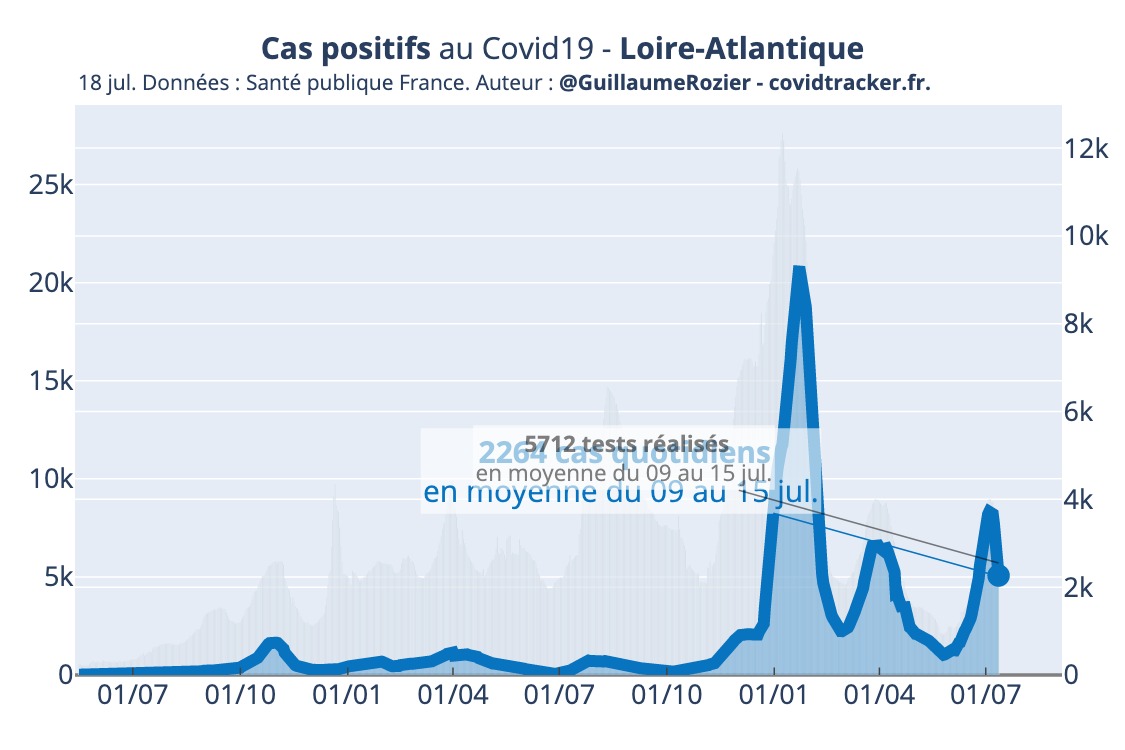 Cas positifs au Covid19 - Loire-Atlantique
18 jul. Données : Santé publique France. Auteur : @GuillaumeRozier - covidtracker.fr.
12k
25k
10k
20k
8k
15k
6k
5712 tests réalisés
2264 cas quotidiens
en moyenne du 09 au 15 jul.
10k
en moyenne du 09 au 15 jul.
4k
5k
2k
0
0
01/07 01/10 01/01 01/04 01/07 01/10 01/01 01/04 01/07